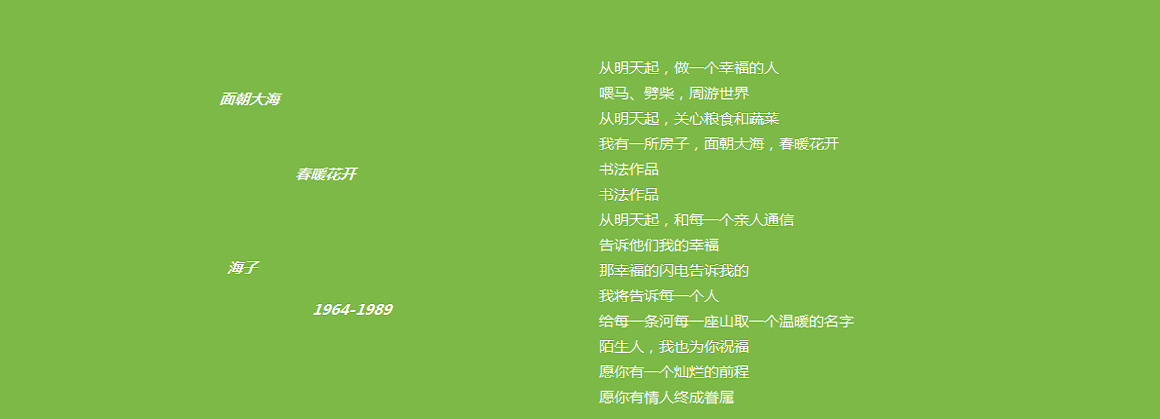 面朝大海
春暖花开
海子
1964-1989
从明天起，做一个幸福的人
喂马、劈柴，周游世界
从明天起，关心粮食和蔬菜
我有一所房子，面朝大海，春暖花开
书法作品
书法作品
从明天起，和每一个亲人通信
告诉他们我的幸福
那幸福的闪电告诉我的
我将告诉每一个人
给每一条河每一座山取一个温暖的名字
陌生人，我也为你祝福
愿你有一个灿烂的前程
愿你有情人终成眷属